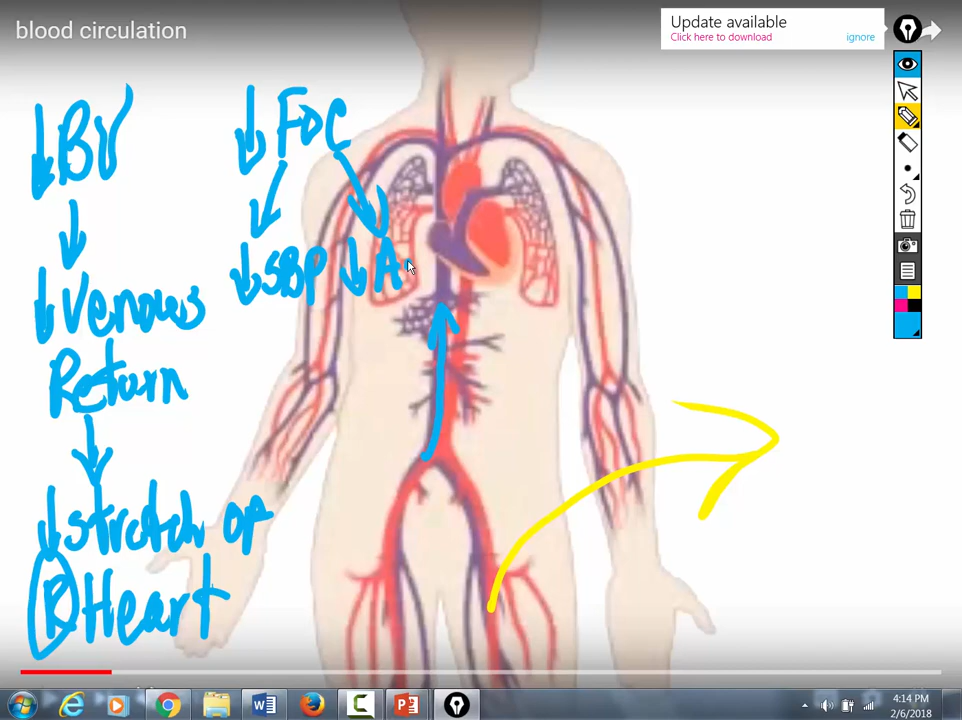 blood circulation
Update available
Click here to download
ignore
↓BV
↓Venous
Return
↓stretch of
R Heart
↓FOC
↓SBP ↓A
4:14 PM
2/6/2018